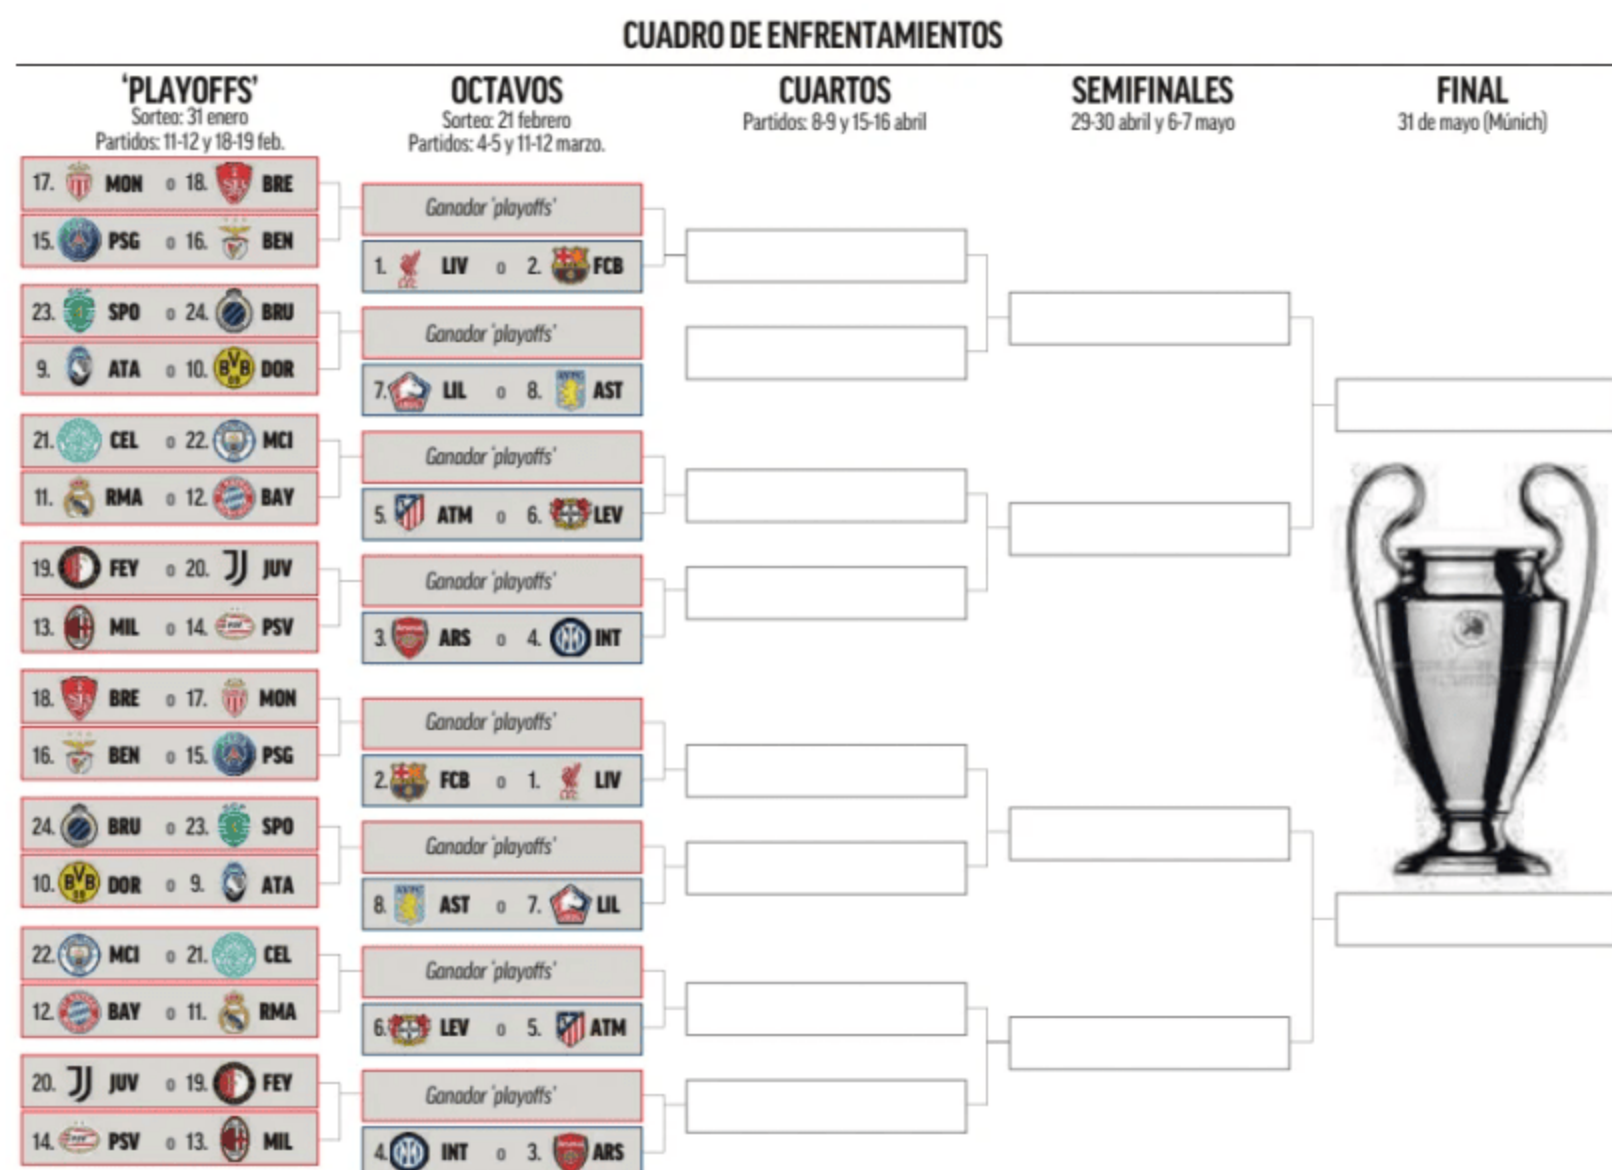 CUADRO DE ENFRENTAMIENTOS
'PLAYOFFS'
Sorteo: 31 enero
Partidos: 11-12 y 18-19 feb.
17. MON o 18. BRE
15. PSG o 16. BEN
23. SPO o 24. BRU
9. ATA o 10. DOR
21. CEL o 22. MCI
11. RMA o 12. BAY
19. FEY o 20. JUV
13. MIL o 14. PSV
18. BRE o 17. MON
16. BEN o 15. PSG
24. BRU o 23. SPO
10. DOR o 9. ATA
22. MCI o 21. CEL
12. BAY o 11. RMA
20. JUV o 19. FEY
14. PSV o 13. MIL
OCTAVOS
Sorteo: 21 febrero
Partidos: 4-5 y 11-12 marzo.
Ganador 'playoffs'
1. LIV o 2. FCB
Ganador 'playoffs'
7. LIL o 8. AST
Ganador 'playoffs'
5. ATM o 6. LEV
Ganador 'playoffs'
3. ARS o 4. INT
Ganador 'playoffs'
2. FCB o 1. LIV
Ganador 'playoffs'
8. AST o 7. LIL
Ganador 'playoffs'
6. LEV o 5. ATM
Ganador 'playoffs'
4. INT o 3. ARS
CUARTOS
Partidos: 8-9 y 15-16 abril
SEMIFINALES
29-30 abril y 6-7 mayo
FINAL
31 de mayo (Múnich)